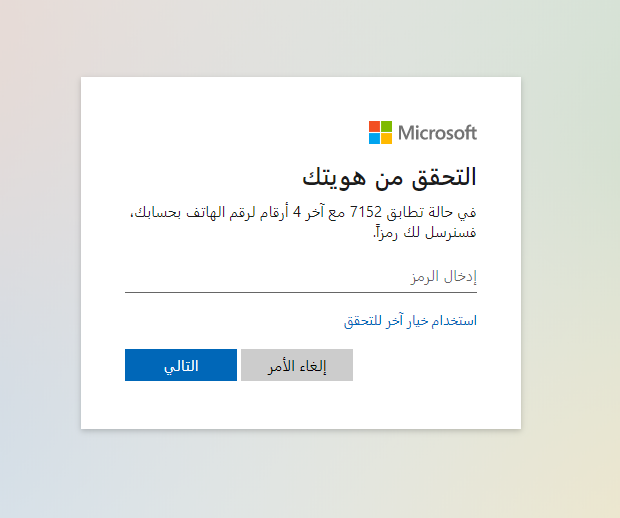 Microsoft
التحقق من هويتك
في حالة تطابق 7152 مع آخر 4 أرقام لرقم الهاتف بحسابك،
فسنرسل لك رمزاً.
إدخال الرمز
استخدام خيار آخر للتحقق
إلغاء الأمر
التالي